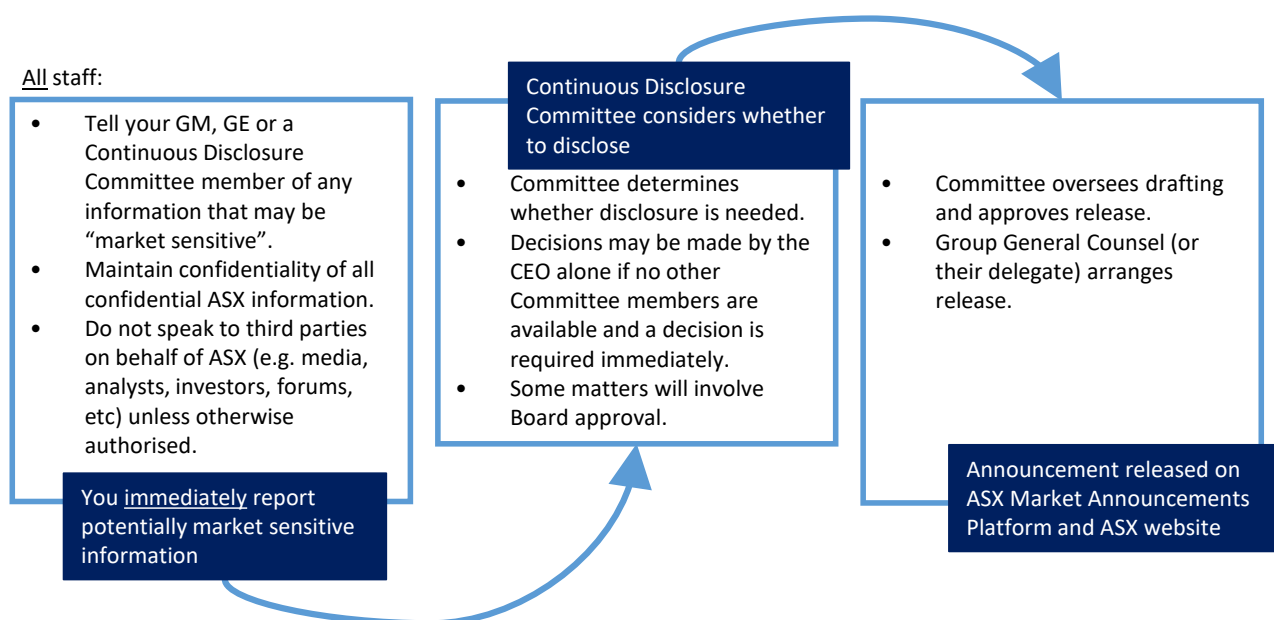 All staff:
• Tell your GM, GE or a
Continuous Disclosure
Committee member of any
information that may be
“market sensitive”.
• Maintain confidentiality of all
confidential ASX information.
• Do not speak to third parties
on behalf of ASX (e.g. media,
analysts, investors, forums,
etc) unless otherwise
authorised.
You immediately report
potentially market sensitive
information
Continuous Disclosure
Committee considers whether
to disclose
• Committee determines
whether disclosure is needed.
• Decisions may be made by the
CEO alone if no other
Committee members are
available and a decision is
required immediately.
• Some matters will involve
Board approval.
• Committee oversees drafting
and approves release.
• Group General Counsel (or
their delegate) arranges
release.
Announcement released on
ASX Market Announcements
Platform and ASX website